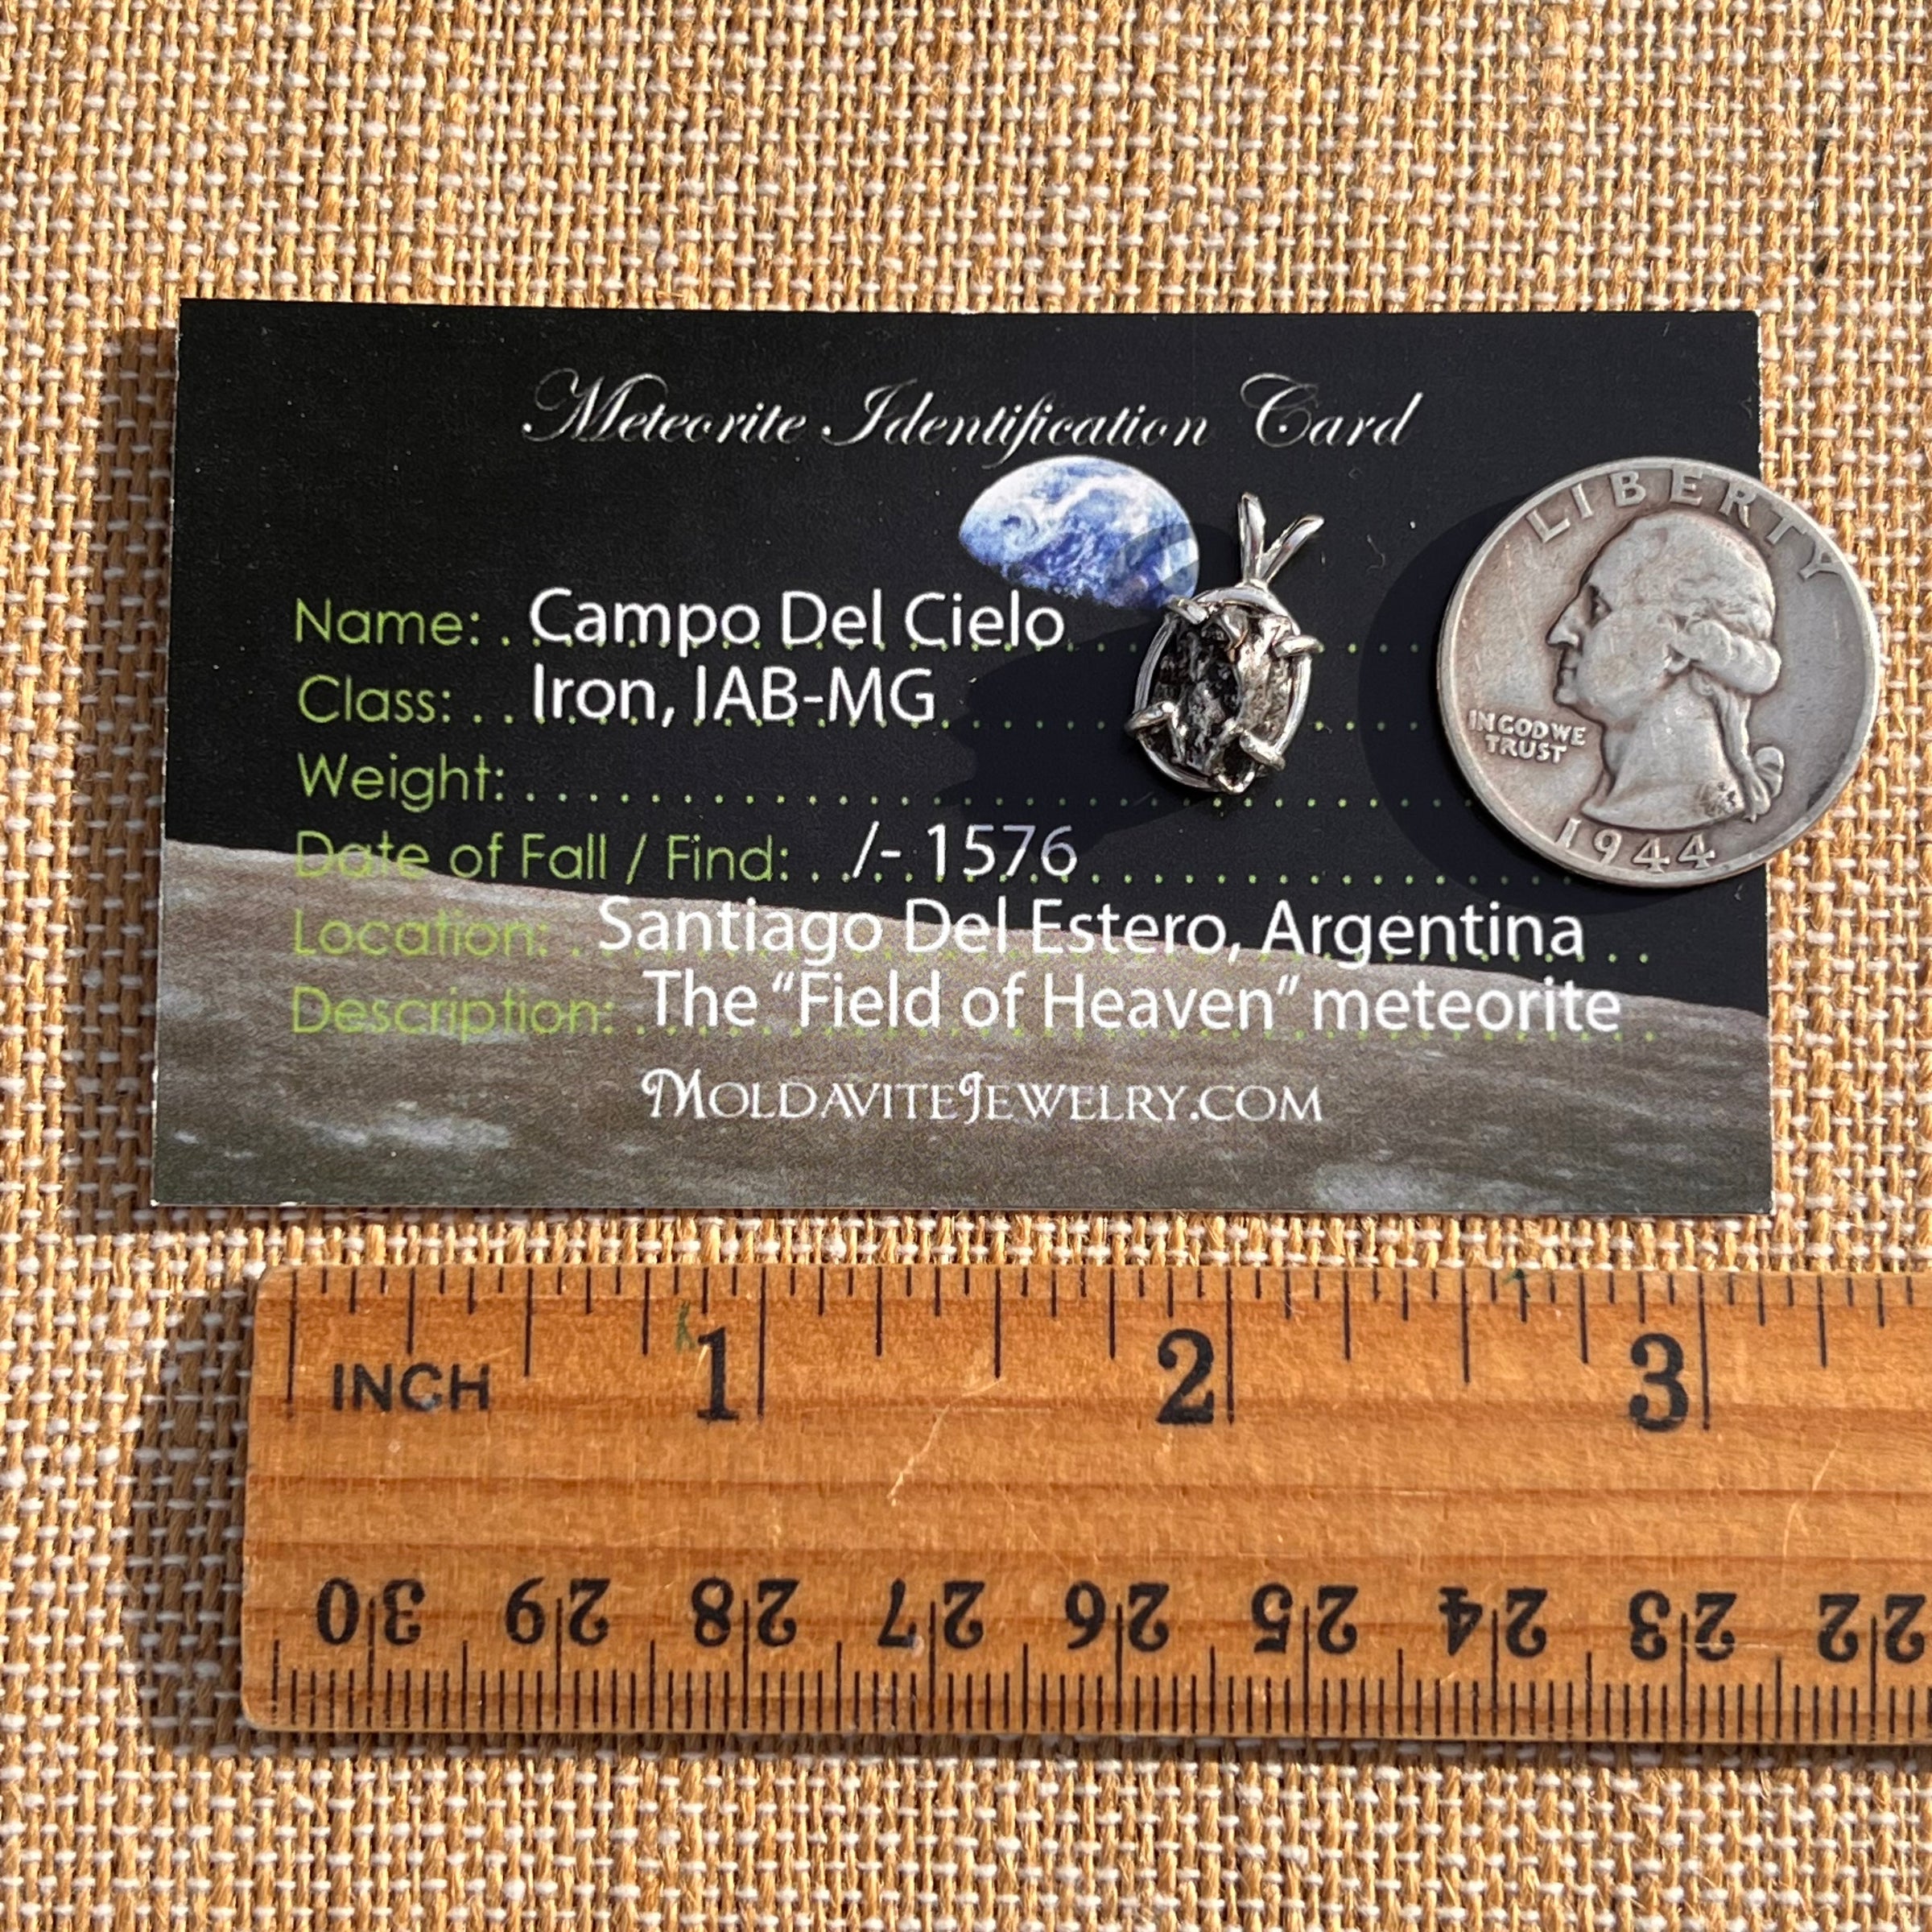 Meteorite Identification Card
Name: . Campo Del Cielo
Class: . . Iron, IAB-MG
Weight:
Date of Fall / Find: . . /- 1576
Location: . Santiago Del Estero, Argentina . .
Description: . The “Field of Heaven” meteorite . .
MOLDAVITEJEWELRY.COM
LIBERTY
IN GOD WE
TRUST
1944
1 2 3
INCH
30 29 28 27 26 25 24 23 22